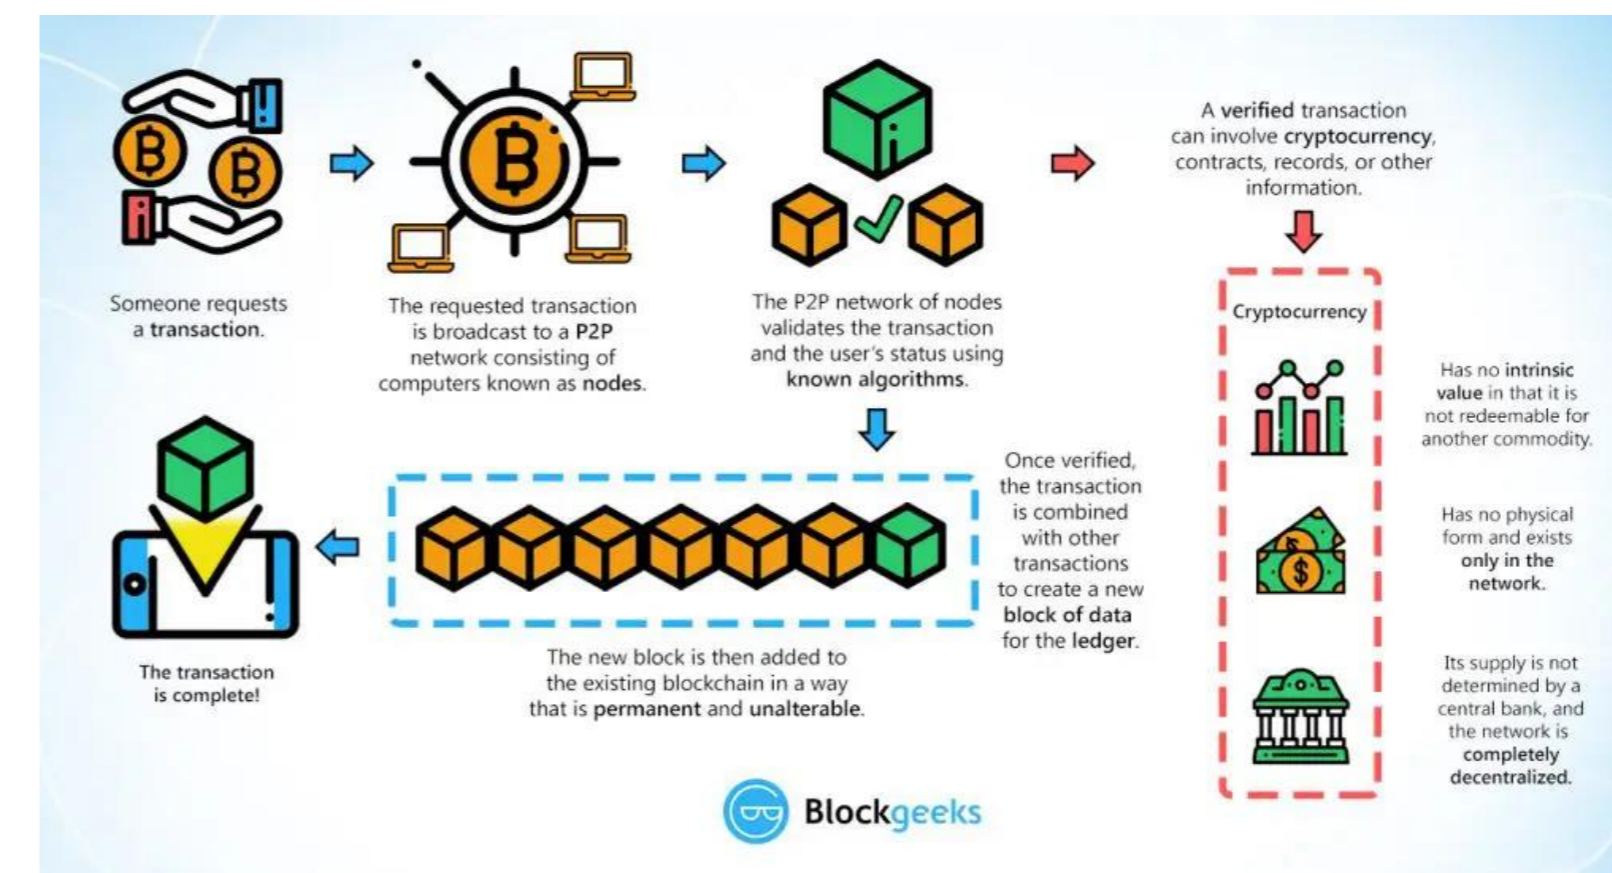 Someone requests
a transaction.
The requested transaction
is broadcast to a P2P
network consisting of
computers known as nodes.
The P2P network of nodes
validates the transaction
and the user's status using
known algorithms.
A verified transaction
can involve cryptocurrency,
contracts, records, or other
information.
Cryptocurrency
Has no intrinsic
value in that it is
not redeemable for
another commodity.
Has no physical
form and exists
only in the
network.
Its supply is not
determined by a
central bank, and
the network is
completely
decentralized.
Once verified,
the transaction
is combined
with other
transactions
to create a new
block of data
for the ledger.
The new block is then added to
the existing blockchain in a way
that is permanent and unalterable.
The transaction
is complete!
Blockgeeks